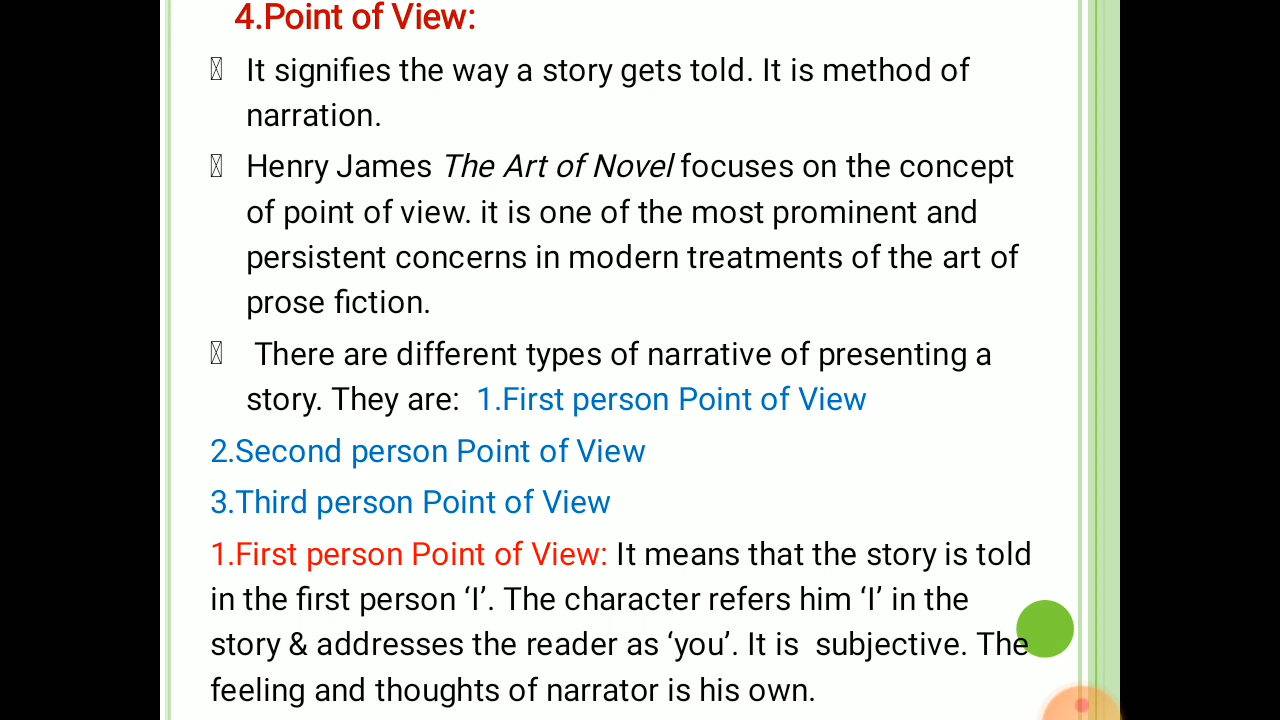 4.Point of View:
It signifies the way a story gets told. It is method of
narration.
Henry James The Art of Novel focuses on the concept
of point of view. it is one of the most prominent and
persistent concerns in modern treatments of the art of
prose fiction.
There are different types of narrative of presenting a
story. They are: 1.First person Point of View
2.Second person Point of View
3.Third person Point of View
1.First person Point of View: It means that the story is told
in the first person ‘I’. The character refers him ‘I’ in the
story & addresses the reader as ‘you’. It is subjective. The
feeling and thoughts of narrator is his own.